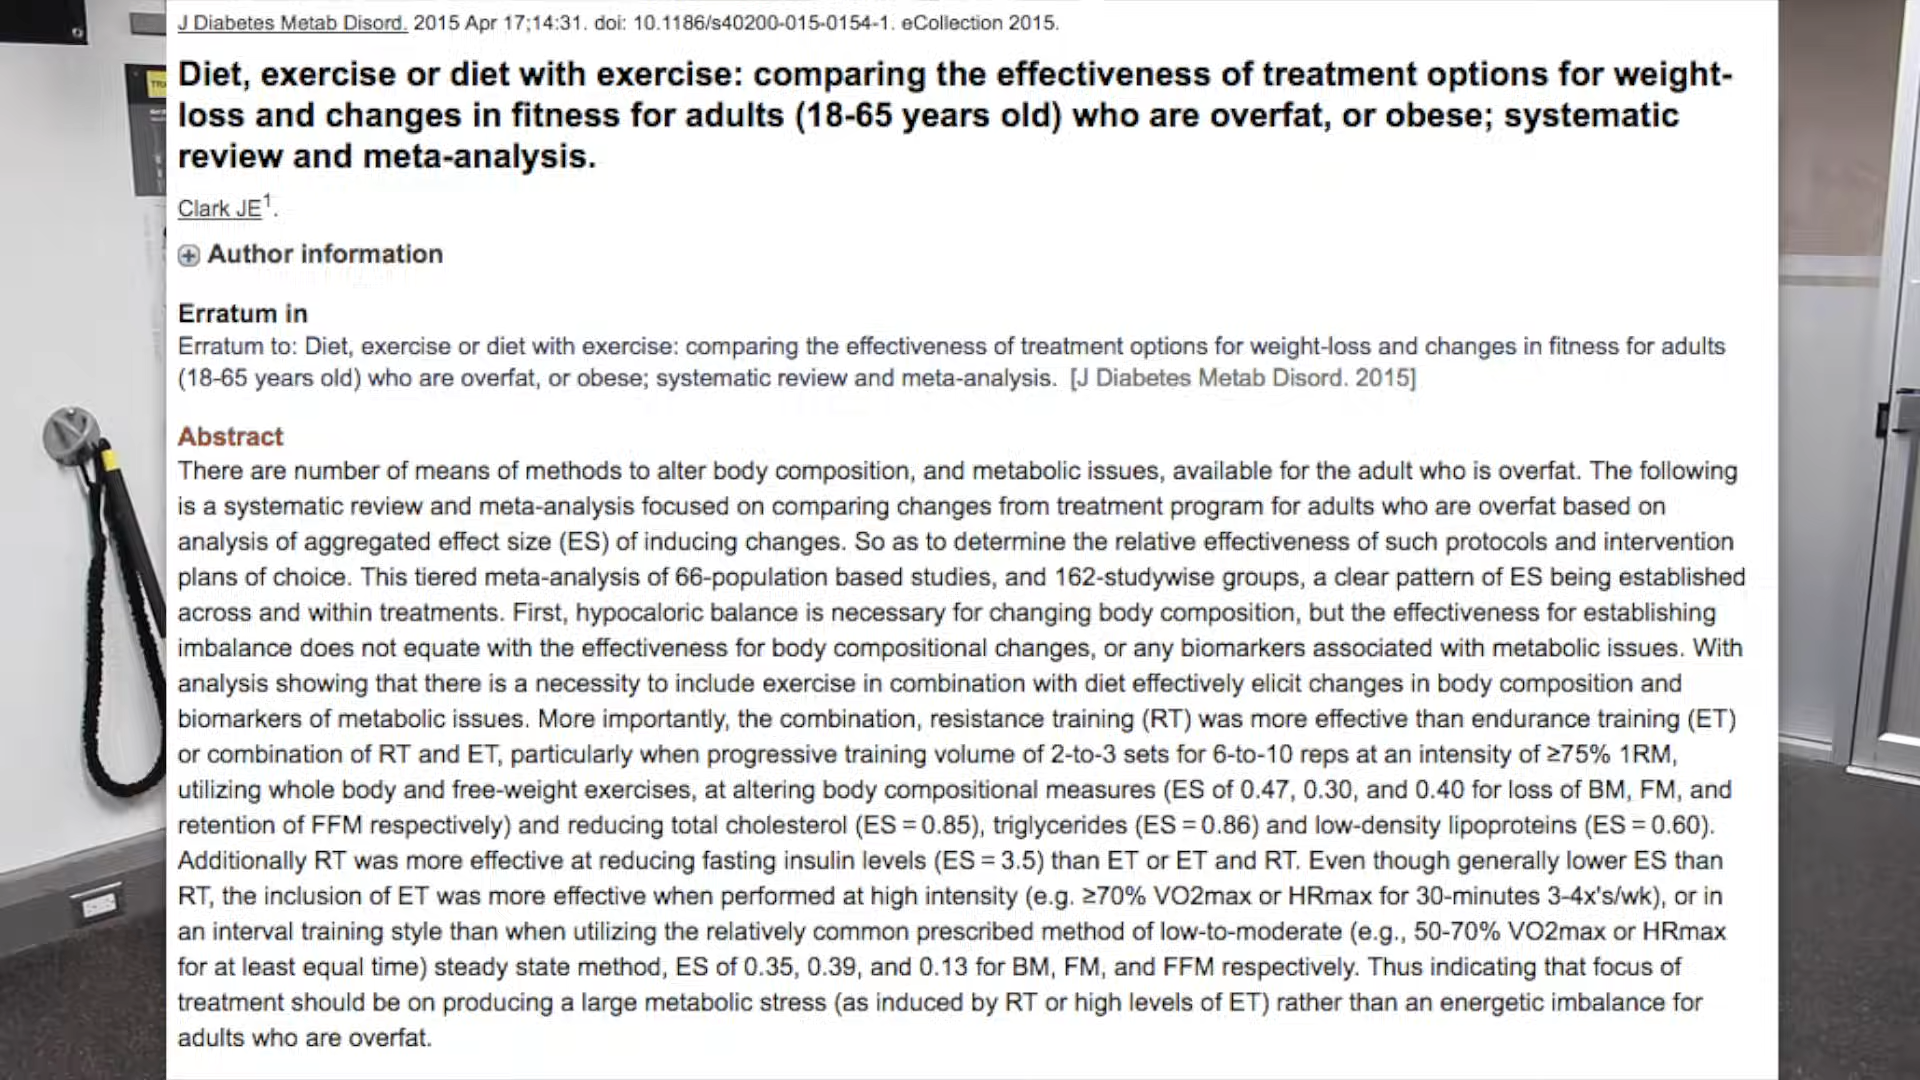 J Diabetes Metab Disord. 2015 Apr 17;14:31. doi: 10.1186/s40200-015-0154-1. eCollection 2015.
Diet, exercise or diet with exercise: comparing the effectiveness of treatment options for weight-
loss and changes in fitness for adults (18-65 years old) who are overfat, or obese; systematic
review and meta-analysis.
Clark JE1.
Author information
Erratum in
Erratum to: Diet, exercise or diet with exercise: comparing the effectiveness of treatment options for weight-loss and changes in fitness for adults
(18-65 years old) who are overfat, or obese; systematic review and meta-analysis. [J Diabetes Metab Disord. 2015]
Abstract
There are number of means of methods to alter body composition, and metabolic issues, available for the adult who is overfat. The following
is a systematic review and meta-analysis focused on comparing changes from treatment program for adults who are overfat based on
analysis of aggregated effect size (ES) of inducing changes. So as to determine the relative effectiveness of such protocols and intervention
plans of choice. This tiered meta-analysis of 66-population based studies, and 162-studywise groups, a clear pattern of ES being established
across and within treatments. First, hypocaloric balance is necessary for changing body composition, but the effectiveness for establishing
imbalance does not equate with the effectiveness for body compositional changes, or any biomarkers associated with metabolic issues. With
analysis showing that there is a necessity to include exercise in combination with diet effectively elicit changes in body composition and
biomarkers of metabolic issues. More importantly, the combination, resistance training (RT) was more effective than endurance training (ET)
or combination of RT and ET, particularly when progressive training volume of 2-to-3 sets for 6-to-10 reps at an intensity of ≥75% 1RM,
utilizing whole body and free-weight exercises, at altering body compositional measures (ES of 0.47, 0.30, and 0.40 for loss of BM, FM, and
retention of FFM respectively) and reducing total cholesterol (ES = 0.85), triglycerides (ES = 0.86) and low-density lipoproteins (ES = 0.60).
Additionally RT was more effective at reducing fasting insulin levels (ES = 3.5) than ET or ET and RT. Even though generally lower ES than
RT, the inclusion of ET was more effective when performed at high intensity (e.g. ≥70% VO2max or HRmax for 30-minutes 3-4x's/wk), or in
an interval training style than when utilizing the relatively common prescribed method of low-to-moderate (e.g., 50-70% VO2max or HRmax
for at least equal time) steady state method, ES of 0.35, 0.39, and 0.13 for BM, FM, and FFM respectively. Thus indicating that focus of
treatment should be on producing a large metabolic stress (as induced by RT or high levels of ET) rather than an energetic imbalance for
adults who are overfat.